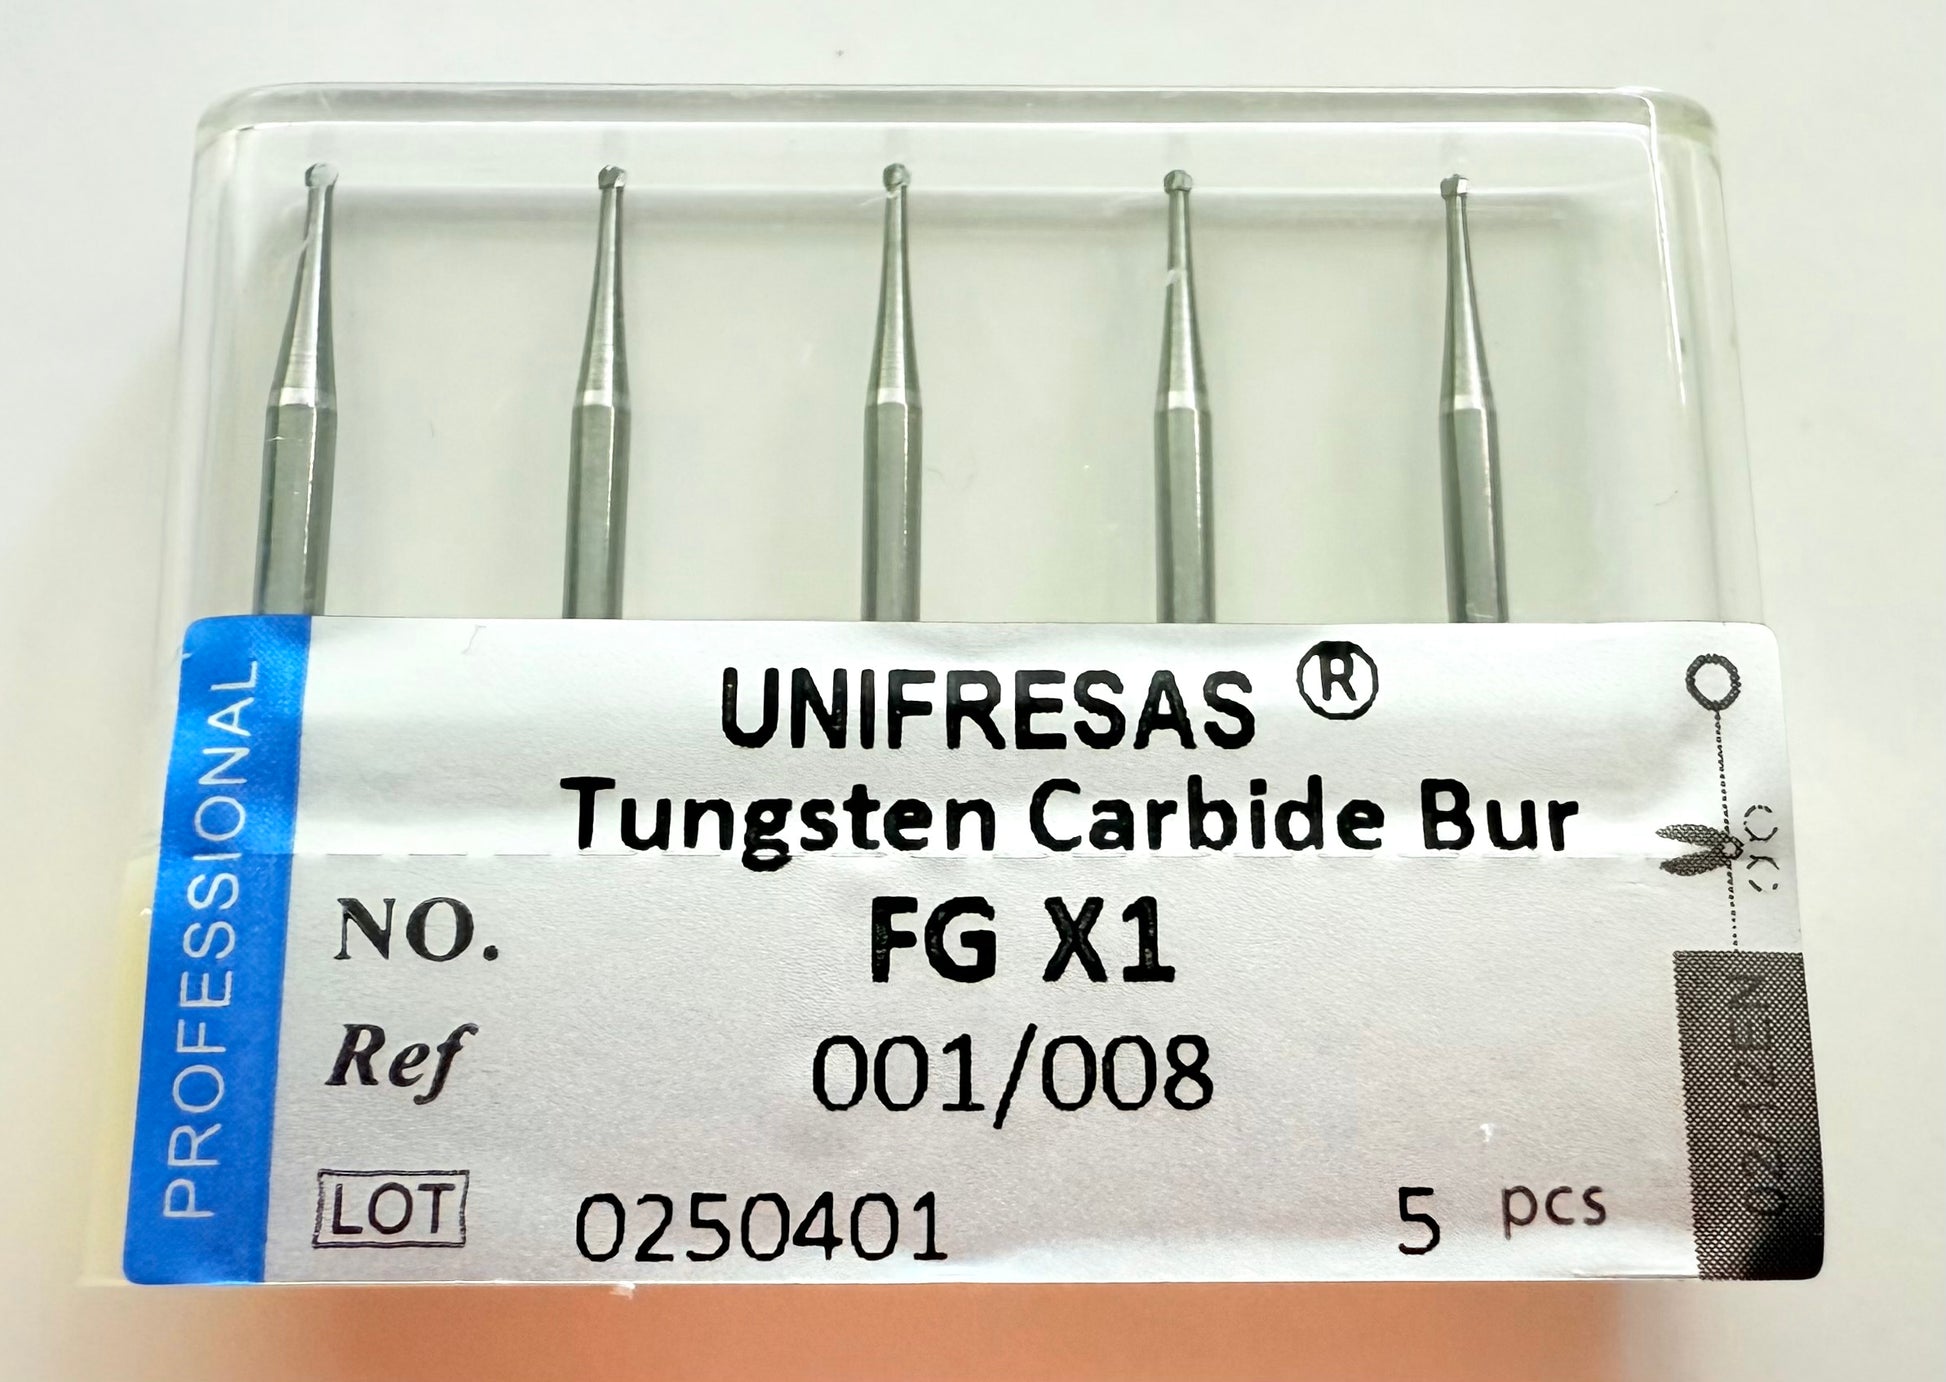 UNIFRESAS ®
Tungsten Carbide Bur
PROFESSIONAL
NO. FG X1
Ref 001/008
LOT 0250401 5 pcs